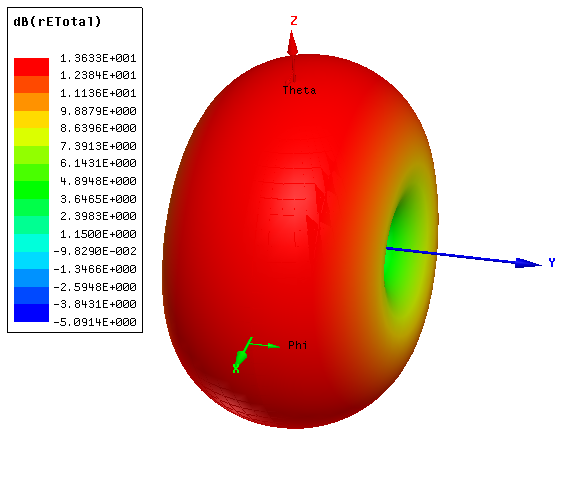 dB(rETotal)
1.3633E+001
1.2384E+001
1.1136E+001
9.8879E+000
8.6396E+000
7.3913E+000
6.1431E+000
4.8948E+000
3.6465E+000
2.3983E+000
1.1500E+000
-9.8290E-002
-1.3466E+000
-2.5948E+000
-3.8431E+000
-5.0914E+000
Z
Theta
Y
Phi
X